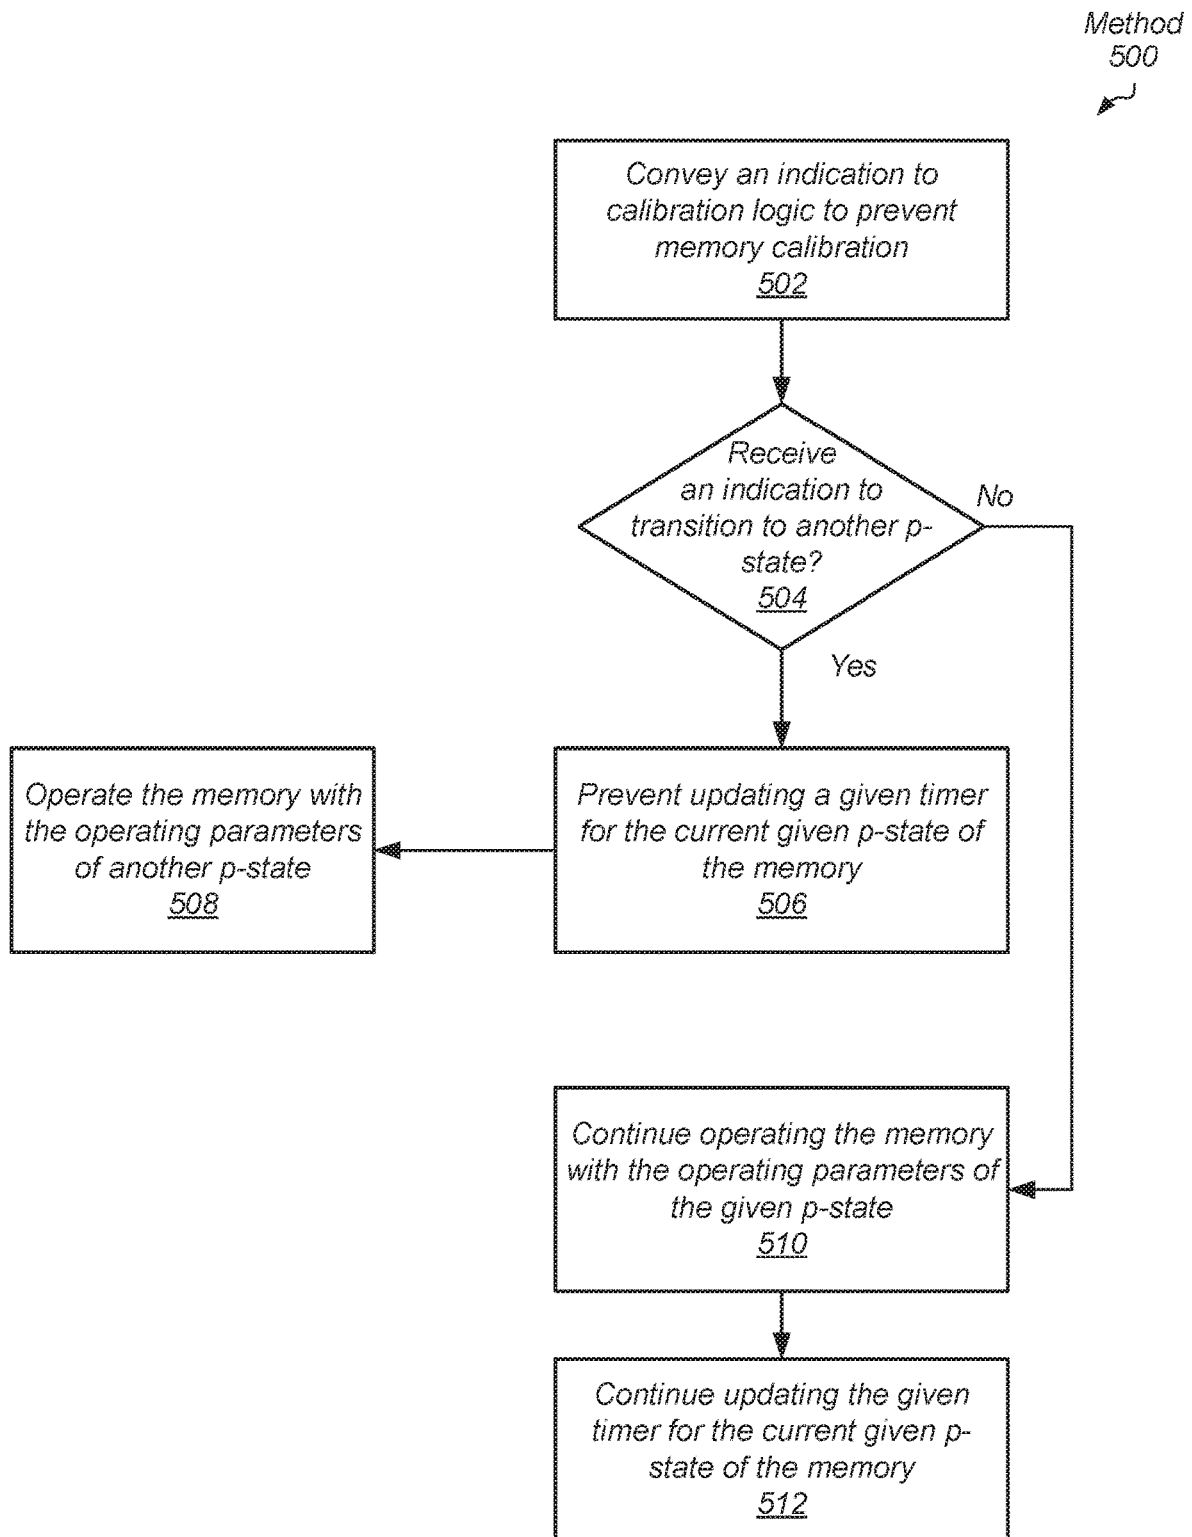 Method
500
Convey an indication to
calibration logic to prevent
memory calibration
502
Receive
an indication to
transition to another p-
state?
504
No
Yes
Operate the memory with
the operating parameters
of another p-state
508
Prevent updating a given timer
for the current given p-state of
the memory
506
Continue operating the memory
with the operating parameters of
the given p-state
510
Continue updating the given
timer for the current given p-
state of the memory
512